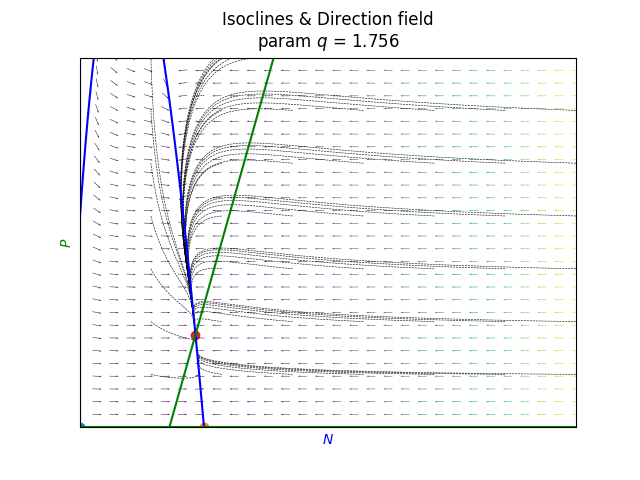 Isoclines & Direction field
param q = 1.756
P
N